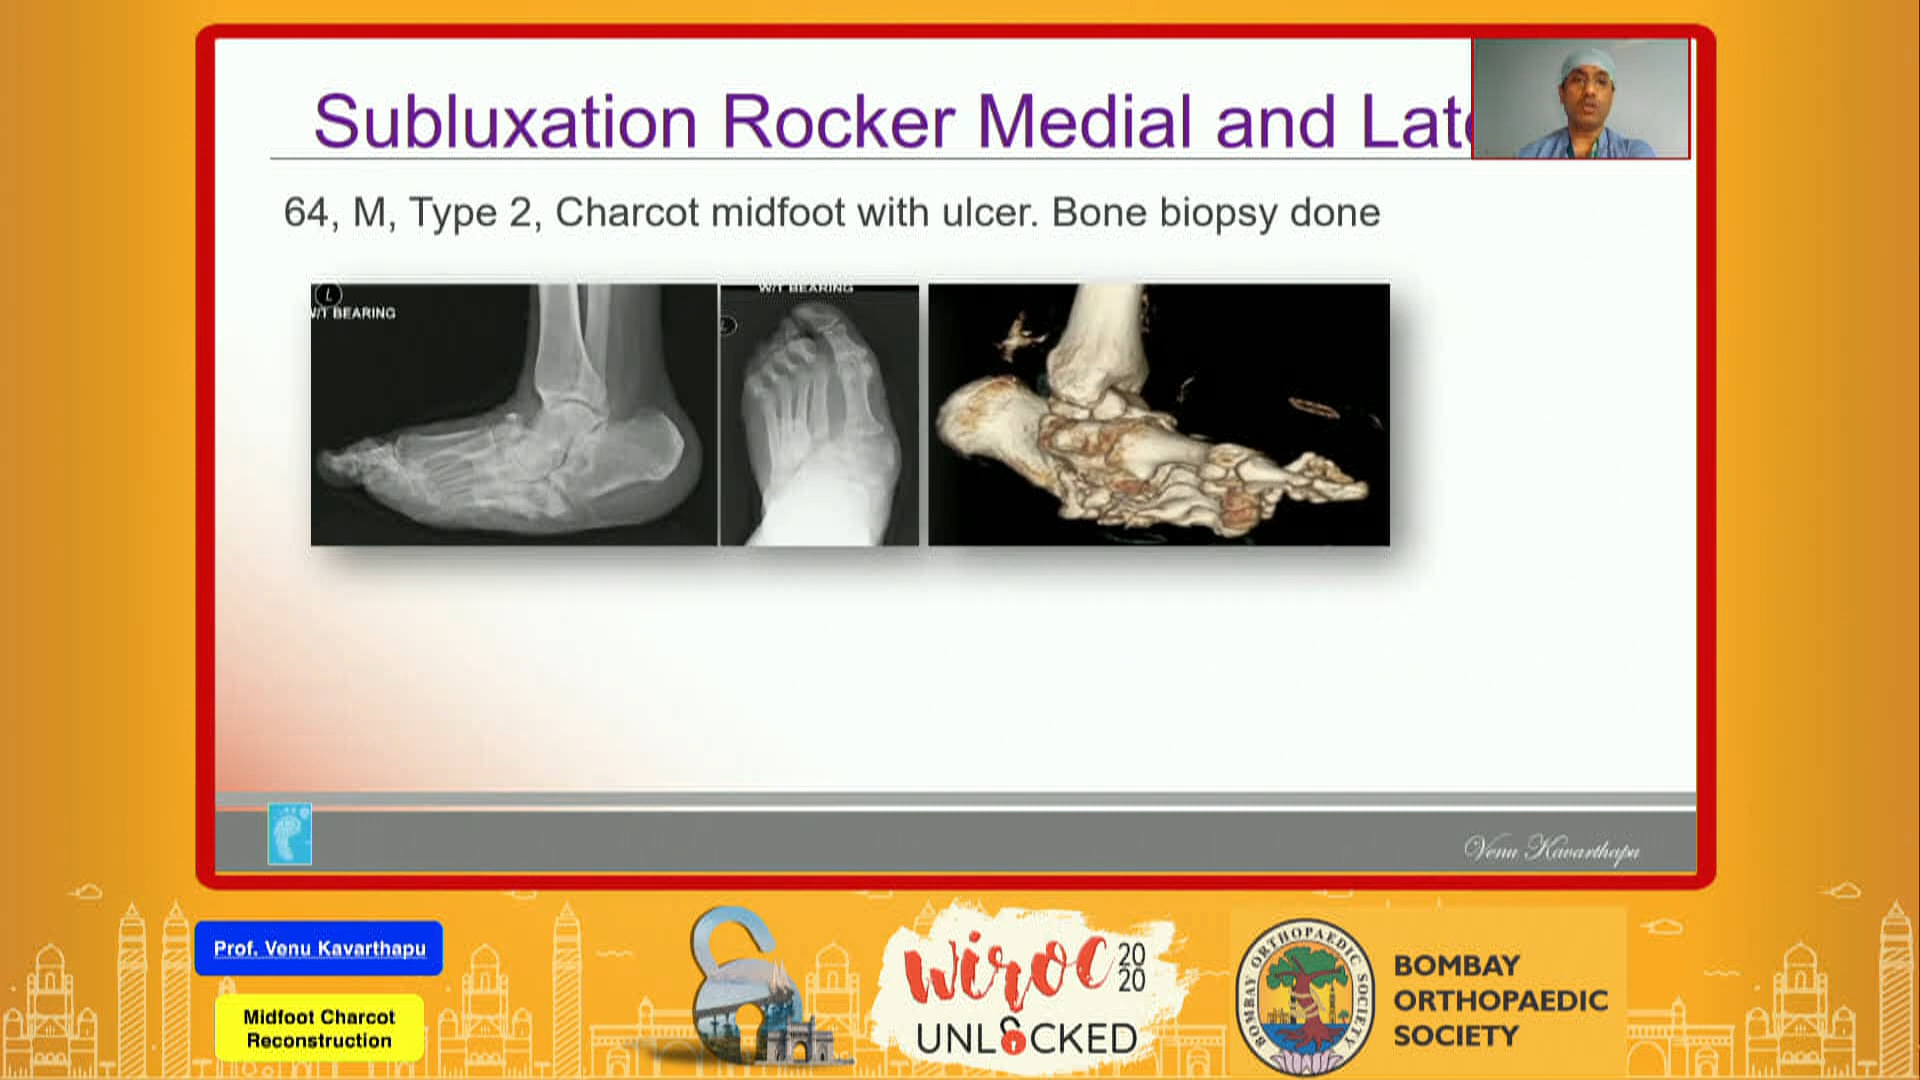 Subluxation Rocker Medial and Late
64, M, Type 2, Charcot midfoot with ulcer. Bone biopsy done
L
W/T BEARING
W/T BEARING
Venu Kavarthapu
Prof. Venu Kavarthapu
Midfoot Charcot
Reconstruction
WIROC 2020
UNLOCKED
BOMBAY ORTHOPAEDIC SOCIETY
BOMBAY
ORTHOPAEDIC
SOCIETY